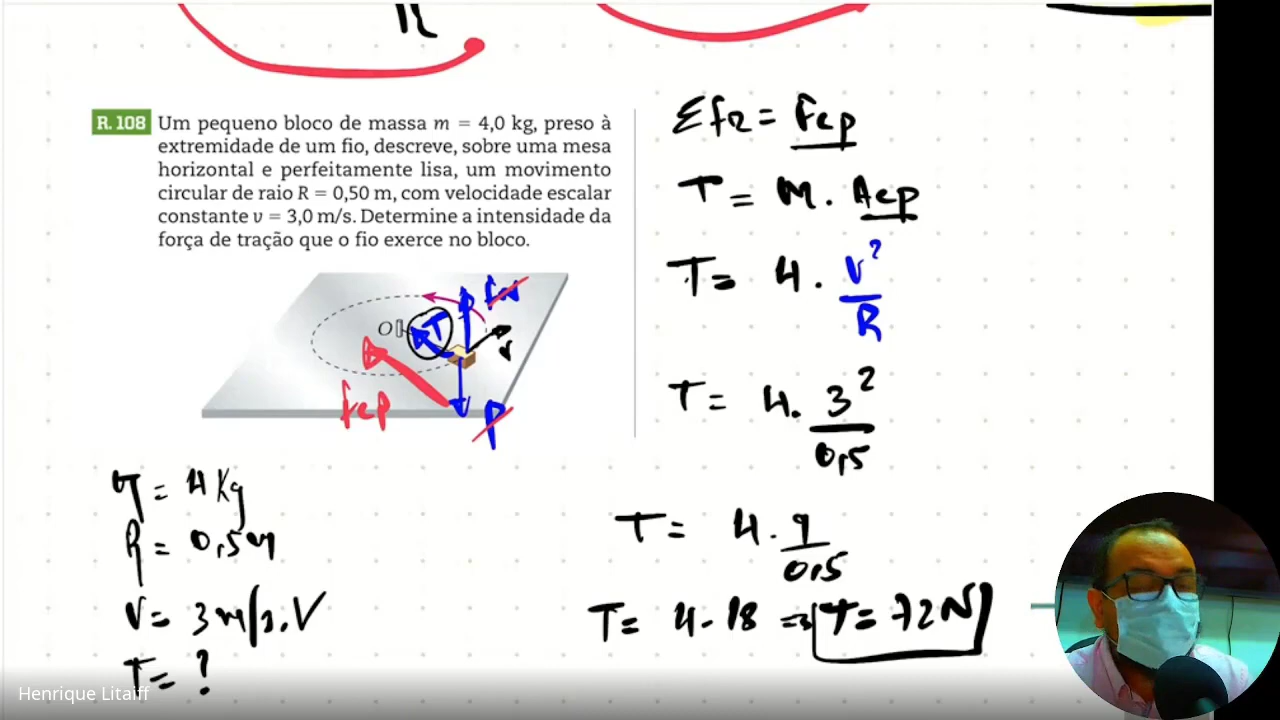 R
R. 108 Um pequeno bloco de massa m = 4,0 kg, preso à
extremidade de um fio, descreve, sobre uma mesa
horizontal e perfeitamente lisa, um movimento
circular de raio R = 0,50 m, com velocidade escalar
constante v = 3,0 m/s. Determine a intensidade da
força de tração que o fio exerce no bloco.
O
T
FN
v
Fcp
P
m = 4 Kg
R = 0,5 m
V = 3 m/s. V
T = ?
ΣFR = Fcp
T = M. Acp
T = 4. V²
R
T = 4. 3²
0,5
T = 4. 9
0,5
T = 4. 18 ⇒ T = 72N
Henrique Litaiff